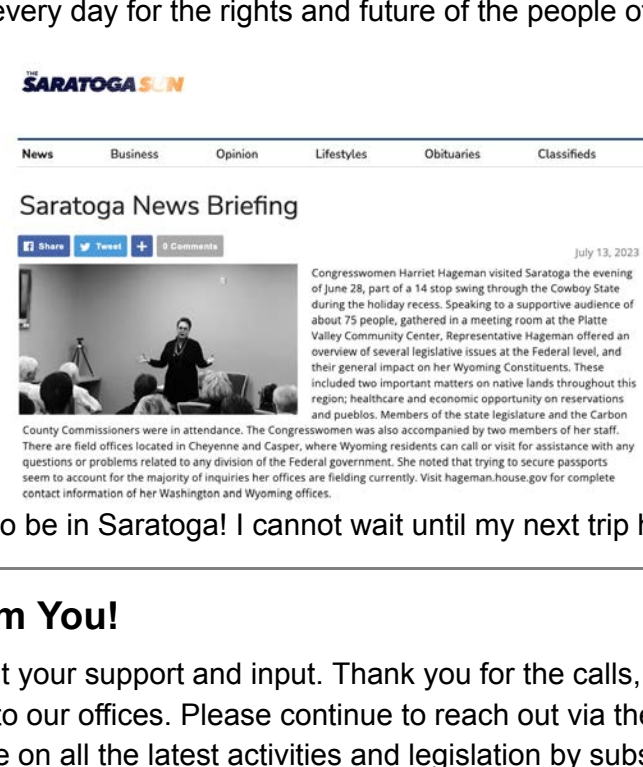 every day for the rights and future of the people of
THE
SARATOGA SUN
News Business Opinion Lifestyles Obituaries Classifieds
Saratoga News Briefing
Share Tweet + 0 Comments
July 13, 2023
Congresswomen Harriet Hageman visited Saratoga the evening
of June 28, part of a 14 stop swing through the Cowboy State
during the holiday recess. Speaking to a supportive audience of
about 75 people, gathered in a meeting room at the Platte
Valley Community Center, Representative Hageman offered an
overview of several legislative issues at the Federal level, and
their general impact on her Wyoming Constituents. These
included two important matters on native lands throughout this
region; healthcare and economic opportunity on reservations
and pueblos. Members of the state legislature and the Carbon
County Commissioners were in attendance. The Congresswomen was also accompanied by two members of her staff.
There are field offices located in Cheyenne and Casper, where Wyoming residents can call or visit for assistance with any
questions or problems related to any division of the Federal government. She noted that trying to secure passports
seem to account for the majority of inquiries her offices are fielding currently. Visit hageman.house.gov for complete
contact information of her Washington and Wyoming offices.
o be in Saratoga! I cannot wait until my next trip h
m You!
t your support and input. Thank you for the calls,
to our offices. Please continue to reach out via the
e on all the latest activities and legislation by subs